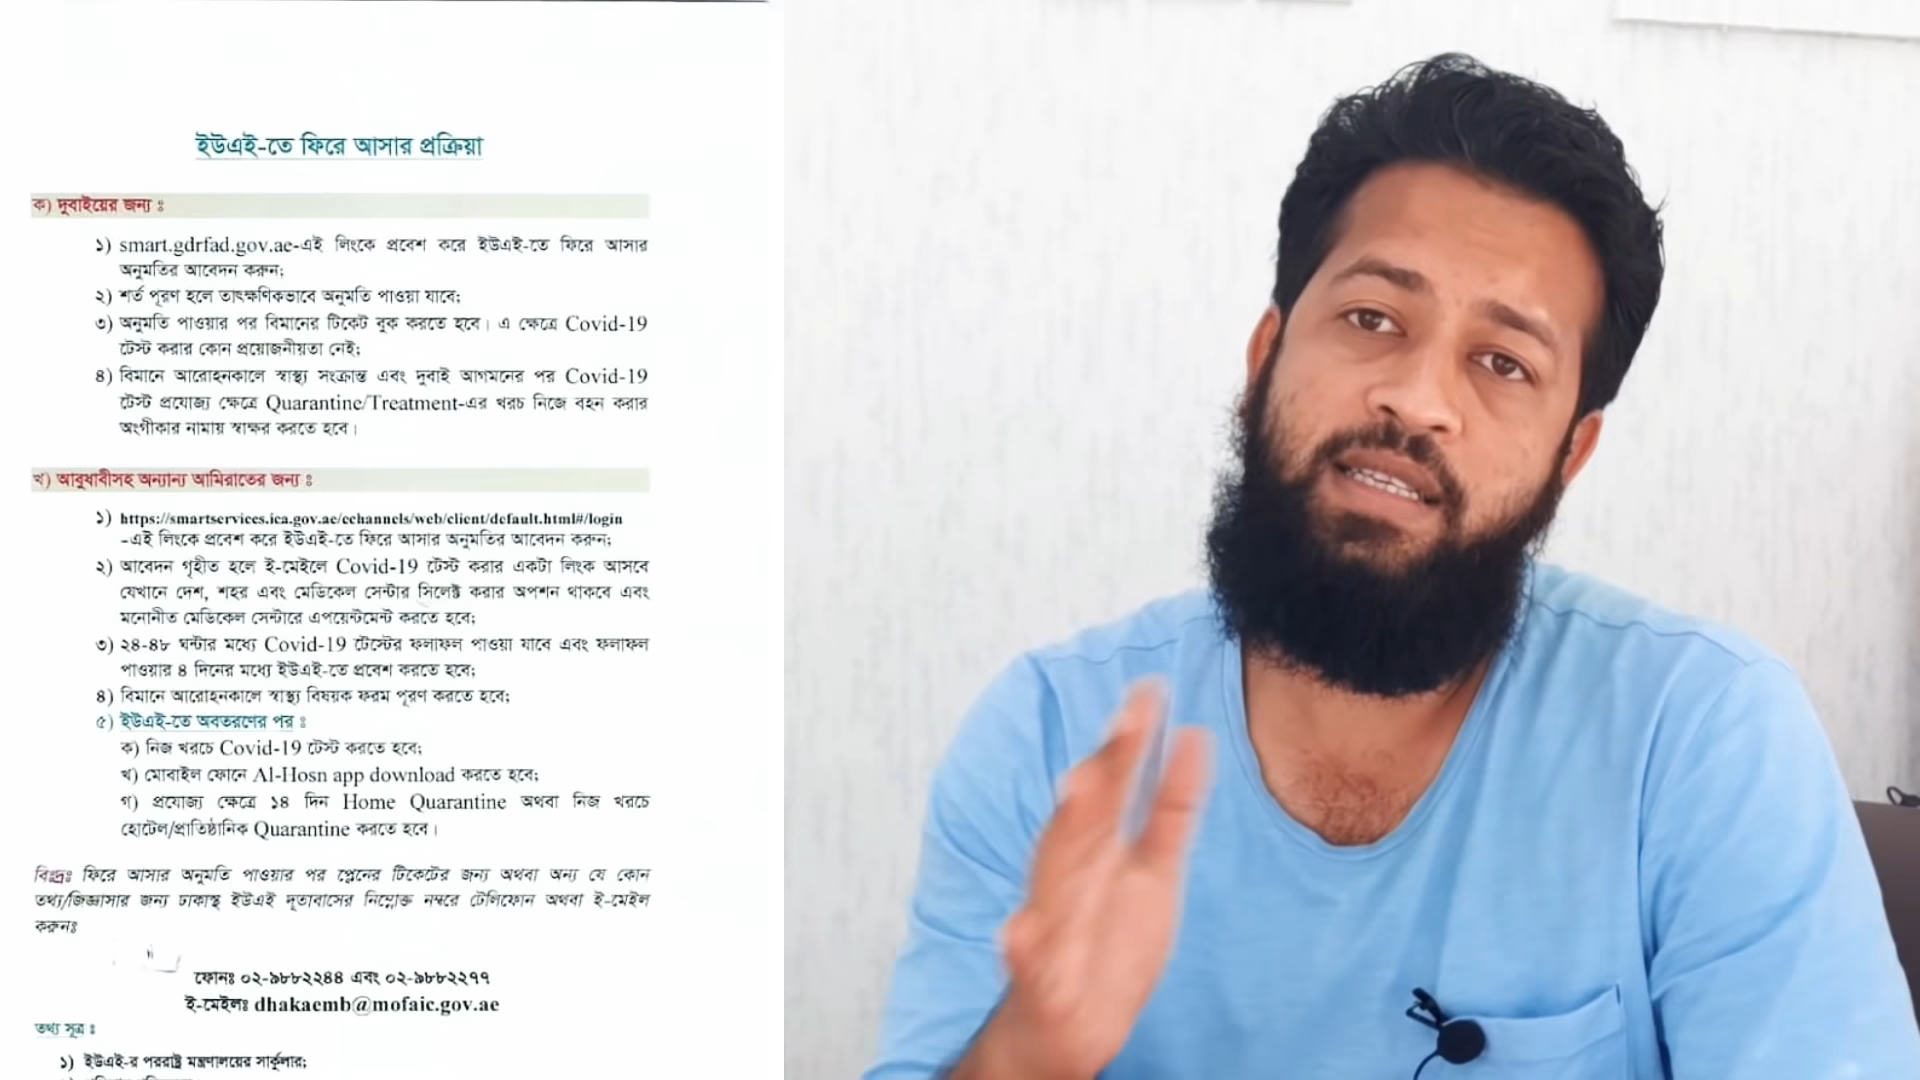 ইউএই-তে ফিরে আসার প্রক্রিয়া
ক) দুবাইয়ের জন্য ঃ
১) smart.gdrfad.gov.ae-এই লিংকে প্রবেশ করে ইউএই-তে ফিরে আসার
অনুমতির আবেদন করুন;
২) শর্ত পূরণ হলে তাৎক্ষণিকভাবে অনুমতি পাওয়া যাবে;
৩) অনুমতি পাওয়ার পর বিমানের টিকেট বুক করতে হবে। এ ক্ষেত্রে Covid-19
টেস্ট করার কোন প্রয়োজনীয়তা নেই;
৪) বিমানে আরোহনকালে স্বাস্থ্য সংক্রান্ত এবং দুবাই আগমনের পর Covid-19
টেস্ট প্রযোজ্য ক্ষেত্রে Quarantine/Treatment-এর খরচ নিজে বহন করার
অংগীকার নামায় স্বাক্ষর করতে হবে।
খ) আবুধাবীসহ অন্যান্য আমিরাতের জন্য ঃ
১) https://smartservices.ica.gov.ae/echannels/web/client/default.html#/login
-এই লিংকে প্রবেশ করে ইউএই-তে ফিরে আসার অনুমতির আবেদন করুন;
২) আবেদন গৃহীত হলে ই-মেইলে Covid-19 টেস্ট করার একটা লিংক আসবে
যেখানে দেশ, শহর এবং মেডিকেল সেন্টার সিলেক্ট করার অপশন থাকবে এবং
মনোনীত মেডিকেল সেন্টারে এপয়েন্টমেন্ট করতে হবে;
৩) ২৪-৪৮ ঘন্টার মধ্যে Covid-19 টেস্টের ফলাফল পাওয়া যাবে এবং ফলাফল
পাওয়ার ৪ দিনের মধ্যে ইউএই-তে প্রবেশ করতে হবে;
৪) বিমানে আরোহনকালে স্বাস্থ্য বিষয়ক ফরম পূরণ করতে হবে;
৫) ইউএই-তে অবতরণের পর ঃ
ক) নিজ খরচে Covid-19 টেস্ট করতে হবে;
খ) মোবাইল ফোনে Al-Hosn app download করতে হবে;
গ) প্রযোজ্য ক্ষেত্রে ১৪ দিন Home Quarantine অথবা নিজ খরচে
হোটেল/প্রাতিষ্ঠানিক Quarantine করতে হবে।
বিঃদ্রঃ ফিরে আসার অনুমতি পাওয়ার পর প্লেনের টিকেটের জন্য অথবা অন্য যে কোন
তথ্য/জিজ্ঞাসার জন্য ঢাকাস্থ ইউএই দূতাবাসের নিম্নোক্ত নম্বরে টেলিফোন অথবা ই-মেইল
করুনঃ
ফোনঃ ০২-৯৮৮২২৪৪ এবং ০২-৯৮৮২২৭৭
ই-মেইলঃ dhakaemb@mofaic.gov.ae
তথ্য সূত্র ঃ
১) ইউএই-র পররাষ্ট্র মন্ত্রণালয়ের সার্কুলার;